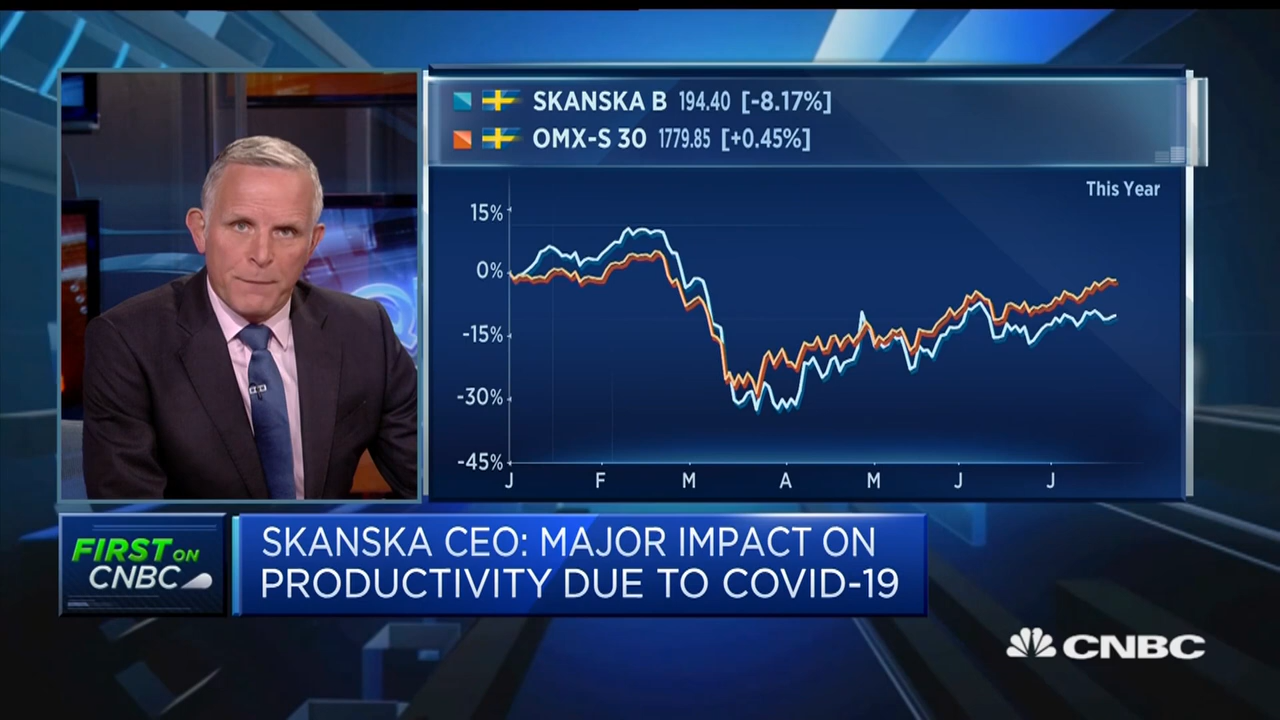 SKANSKA B 194.40 [-8.17%]
OMX-S 30 1779.85 [+0.45%]
This Year
15%
0%
-15%
-30%
-45%
J F M A M J J
FIRST ON
CNBC
SKANSKA CEO: MAJOR IMPACT ON
PRODUCTIVITY DUE TO COVID-19
CNBC